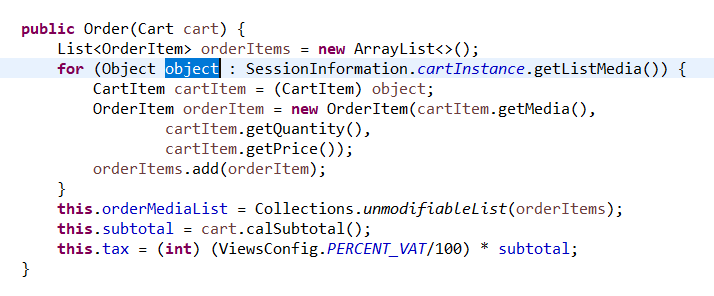 public Order(Cart cart) {
    List<OrderItem> orderItems = new ArrayList<>();
    for (Object object : SessionInformation.cartInstance.getListMedia()) {
        CartItem cartItem = (CartItem) object;
        OrderItem orderItem = new OrderItem(cartItem.getMedia(),
                cartItem.getQuantity(),
                cartItem.getPrice());
        orderItems.add(orderItem);
    }
    this.orderMediaList = Collections.unmodifiableList(orderItems);
    this.subtotal = cart.calSubtotal();
    this.tax = (int) (ViewsConfig.PERCENT_VAT/100) * subtotal;
}